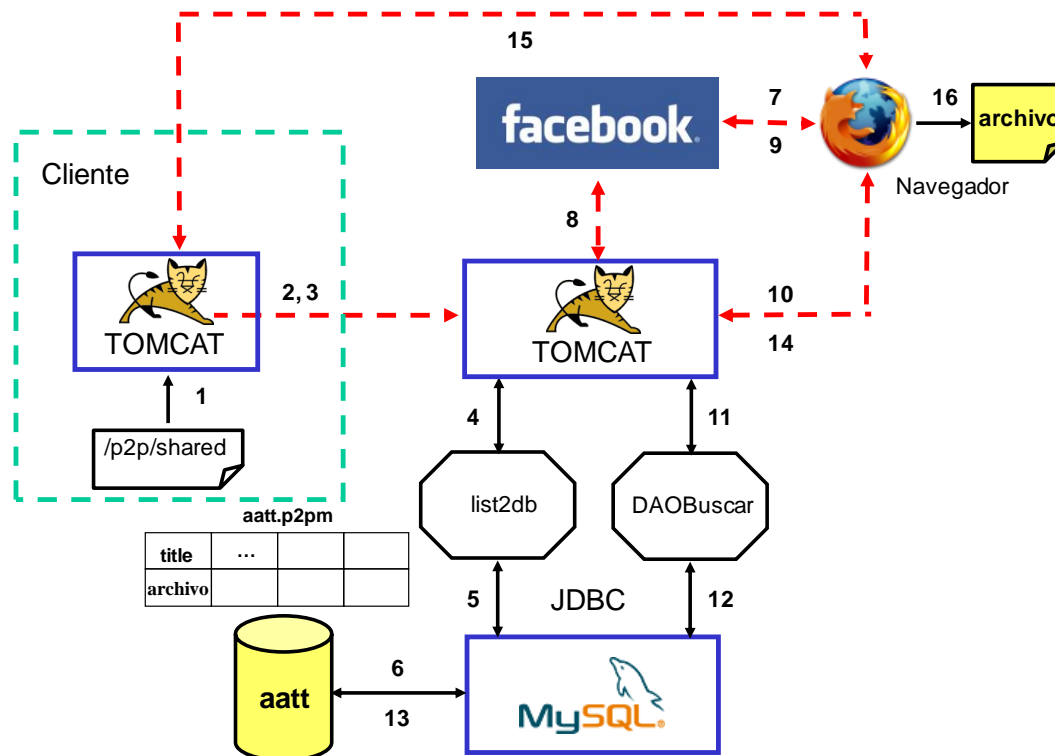 15
facebook
7
9
16
archivo
Navegador
Cliente
8
TOMCAT
2, 3
TOMCAT
10
14
1
/p2p/shared
4
11
list2db
DAOBuscar
aatt.p2pm
title
...
archivo
5
JDBC
12
aatt
6
13
MySQL®